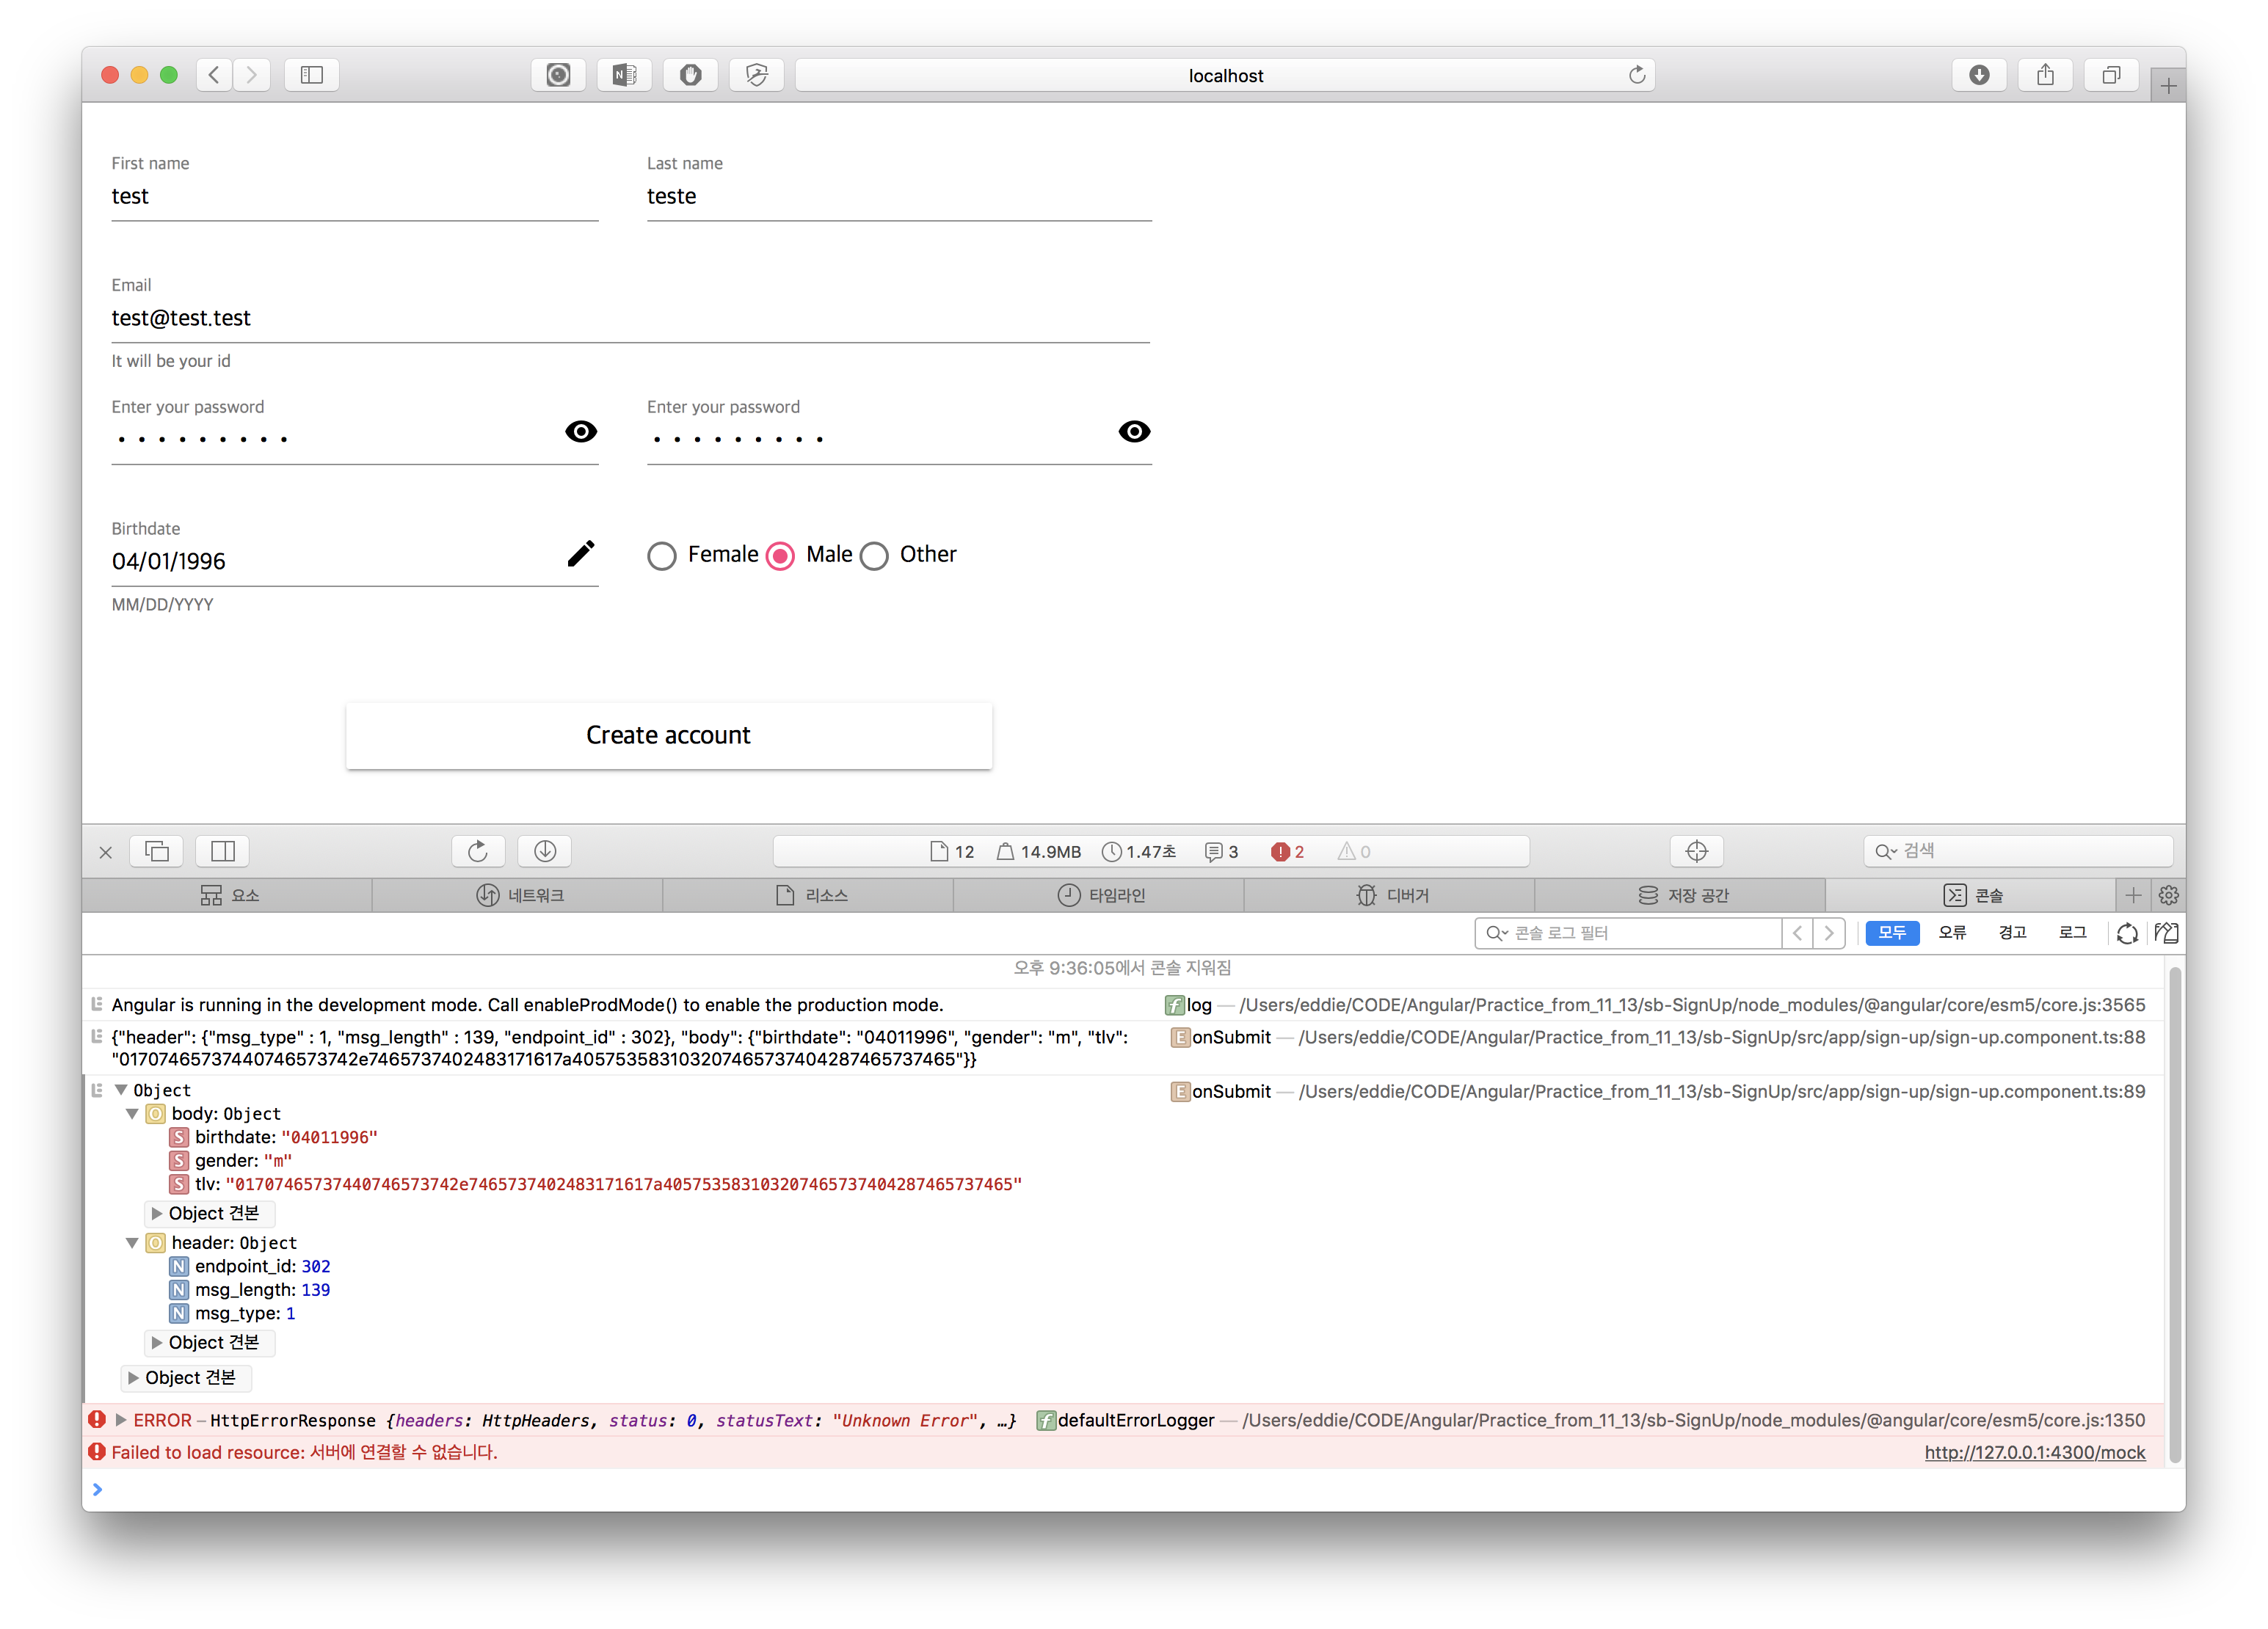 localhost
First name
Last name
test
teste
Email
test@test.test
It will be your id
Enter your password
Enter your password
Birthdate
04/01/1996
Female
Male
Other
MM/DD/YYYY
Create account
12
14.9MB
1.47초
3
2
0
검색
요소
네트워크
리소스
타임라인
디버거
저장 공간
콘솔
콘솔 로그 필터
모두
오류
경고
로그
오후 9:36:05에서 콘솔 지워짐
Angular is running in the development mode. Call enableProdMode() to enable the production mode.
f log — /Users/eddie/CODE/Angular/Practice_from_11_13/sb-SignUp/node_modules/@angular/core/esm5/core.js:3565
{"header": {"msg_type" : 1, "msg_length" : 139, "endpoint_id" : 302}, "body": {"birthdate": "04011996", "gender": "m", "tlv":
"01707465737440746573742e7465737402483171617a4057535831032074657374042874657374​65"}}
E onSubmit — /Users/eddie/CODE/Angular/Practice_from_11_13/sb-SignUp/src/app/sign-up/sign-up.component.ts:88
Object
E onSubmit — /Users/eddie/CODE/Angular/Practice_from_11_13/sb-SignUp/src/app/sign-up/sign-up.component.ts:89
O body: Object
S birthdate: "04011996"
S gender: "m"
S tlv: "01707465737440746573742e7465737402483171617a405753583103207465737404287465737465"
Object 견본
O header: Object
N endpoint_id: 302
N msg_length: 139
N msg_type: 1
Object 견본
Object 견본
ERROR – HttpErrorResponse {headers: HttpHeaders, status: 0, statusText: "Unknown Error", …}
f defaultErrorLogger — /Users/eddie/CODE/Angular/Practice_from_11_13/sb-SignUp/node_modules/@angular/core/esm5/core.js:1350
Failed to load resource: 서버에 연결할 수 없습니다.
http://127.0.0.1:4300/mock